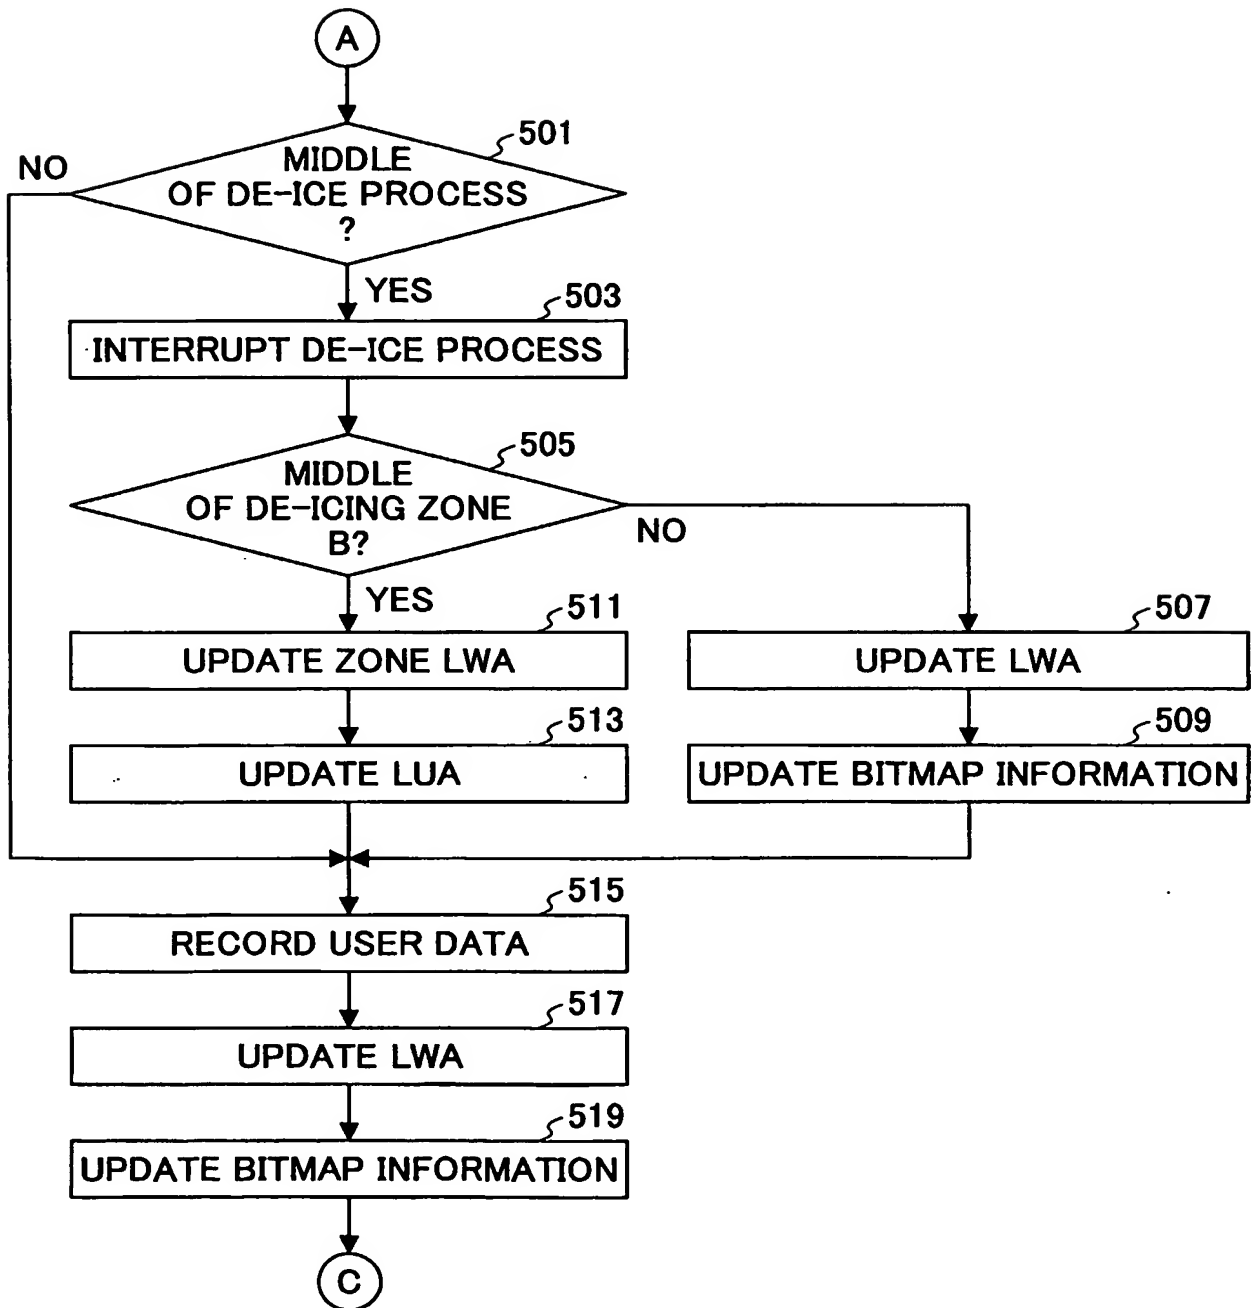 A
501
NO
MIDDLE
OF DE-ICE PROCESS
?
YES
503
INTERRUPT DE-ICE PROCESS
505
MIDDLE
OF DE-ICING ZONE
B?
NO
YES
511
UPDATE ZONE LWA
507
UPDATE LWA
513
UPDATE LUA
509
UPDATE BITMAP INFORMATION
515
RECORD USER DATA
517
UPDATE LWA
519
UPDATE BITMAP INFORMATION
C